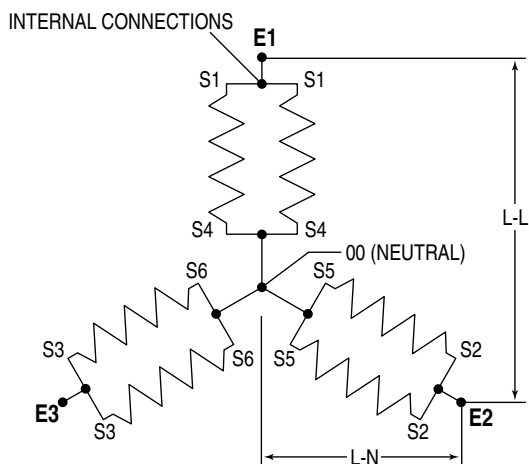 INTERNAL CONNECTIONS
E1
S1 S1
L-L
S4 S4
00 (NEUTRAL)
S6 S5
S3 S6 S5 S2
E3 S3 S2 E2
L-N